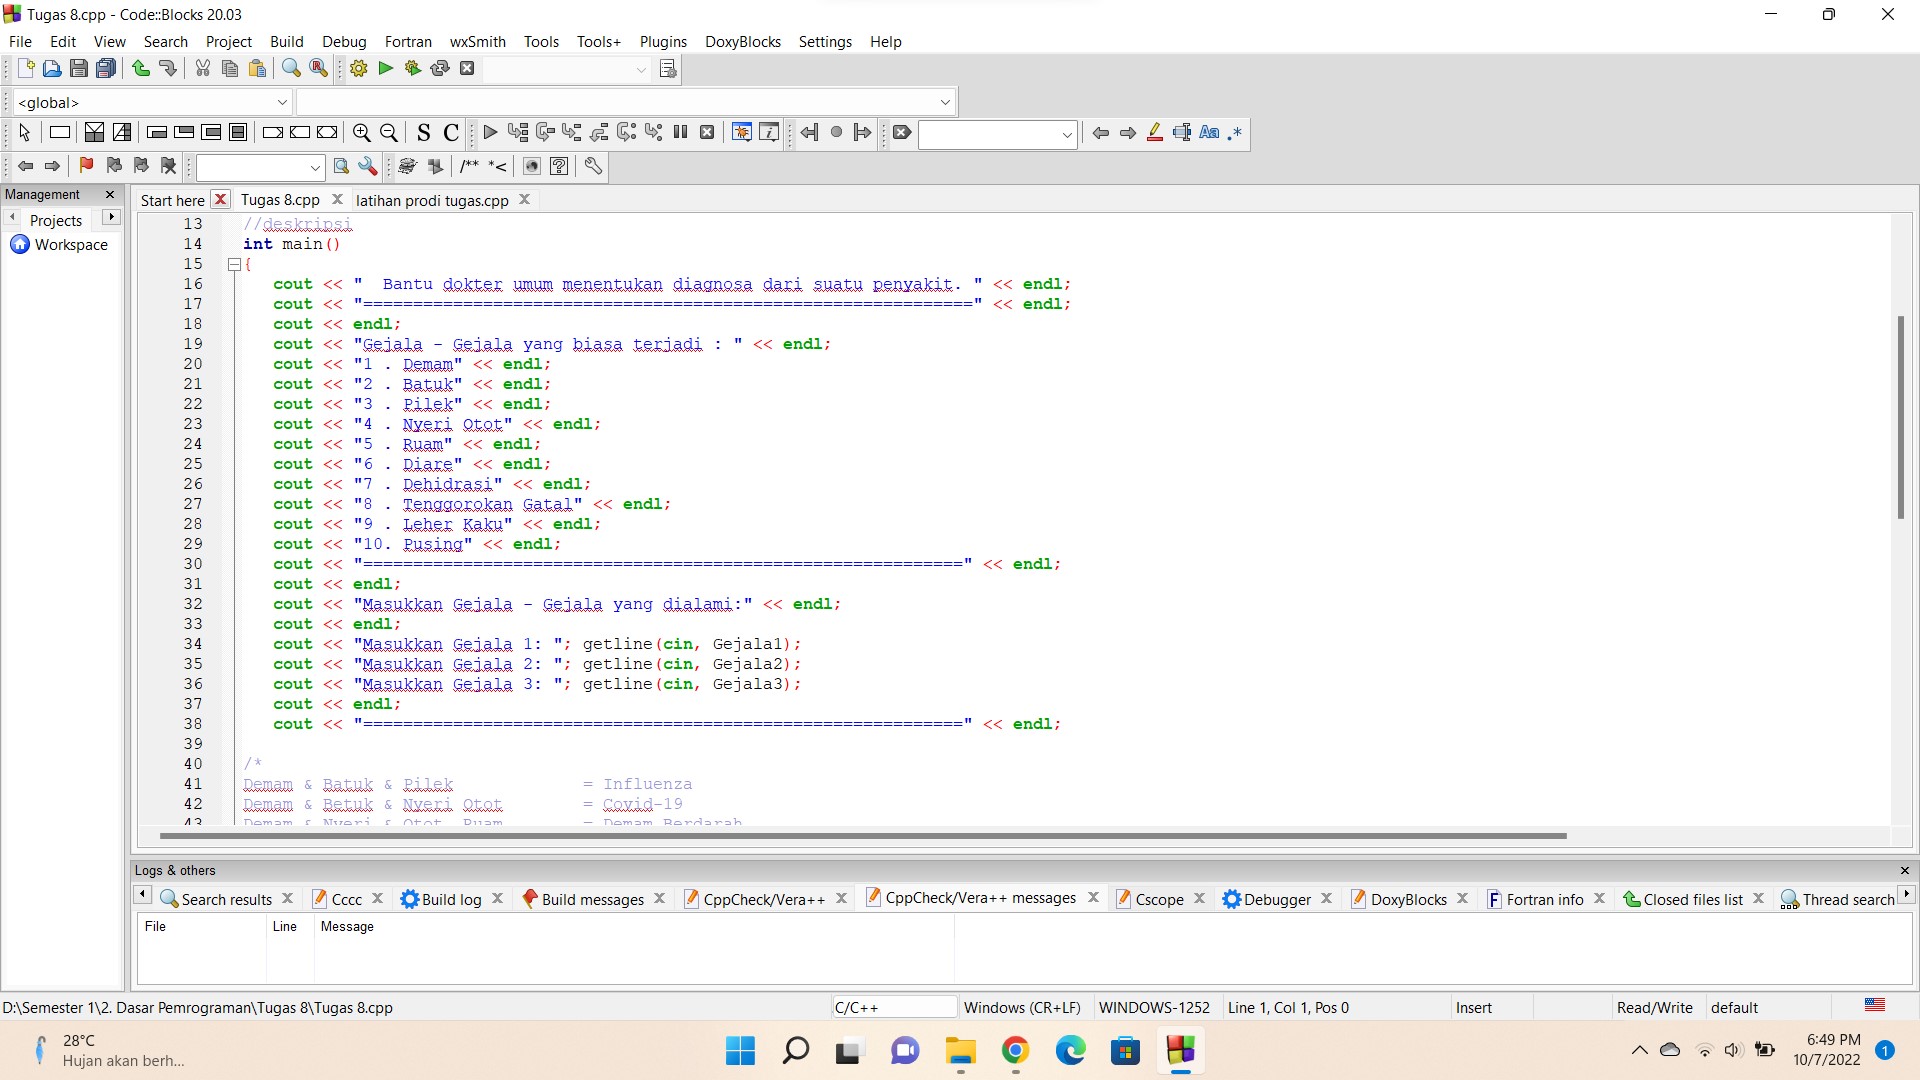 Tugas 8.cpp - Code::Blocks 20.03
File Edit View Search Project Build Debug Fortran wxSmith Tools Tools+ Plugins DoxyBlocks Settings Help
<global>
S C
Aa .*
/** *<
Management
Start here Tugas 8.cpp latihan prodi tugas.cpp
Projects
Workspace
13 //deskripsi
14 int main()
15 {
16 cout << "  Bantu dokter umum menentukan diagnosa dari suatu penyakit. " << endl;
17 cout << "=============================================================" << endl;
18 cout << endl;
19 cout << "Gejala - Gejala yang biasa terjadi : " << endl;
20 cout << "1 . Demam" << endl;
21 cout << "2 . Batuk" << endl;
22 cout << "3 . Pilek" << endl;
23 cout << "4 . Nyeri Otot" << endl;
24 cout << "5 . Ruam" << endl;
25 cout << "6 . Diare" << endl;
26 cout << "7 . Dehidrasi" << endl;
27 cout << "8 . Tenggorokan Gatal" << endl;
28 cout << "9 . Leher Kaku" << endl;
29 cout << "10. Pusing" << endl;
30 cout << "============================================================" << endl;
31 cout << endl;
32 cout << "Masukkan Gejala - Gejala yang dialami:" << endl;
33 cout << endl;
34 cout << "Masukkan Gejala 1: "; getline(cin, Gejala1);
35 cout << "Masukkan Gejala 2: "; getline(cin, Gejala2);
36 cout << "Masukkan Gejala 3: "; getline(cin, Gejala3);
37 cout << endl;
38 cout << "============================================================" << endl;
39
40 /*
41 Demam & Batuk & Pilek = Influenza
42 Demam & Betuk & Nyeri Otot = Covid-19
43 Demam & Nyeri & Otot Ruam = Demam Berdarah
Logs & others
Search results Cccc Build log Build messages CppCheck/Vera++ CppCheck/Vera++ messages Cscope Debugger DoxyBlocks Fortran info Closed files list Thread search
File Line Message
D:\Semester 1\2. Dasar Pemrograman\Tugas 8\Tugas 8.cpp C/C++ Windows (CR+LF) WINDOWS-1252 Line 1, Col 1, Pos 0 Insert Read/Write default
28°C
Hujan akan berh...
6:49 PM
10/7/2022
1